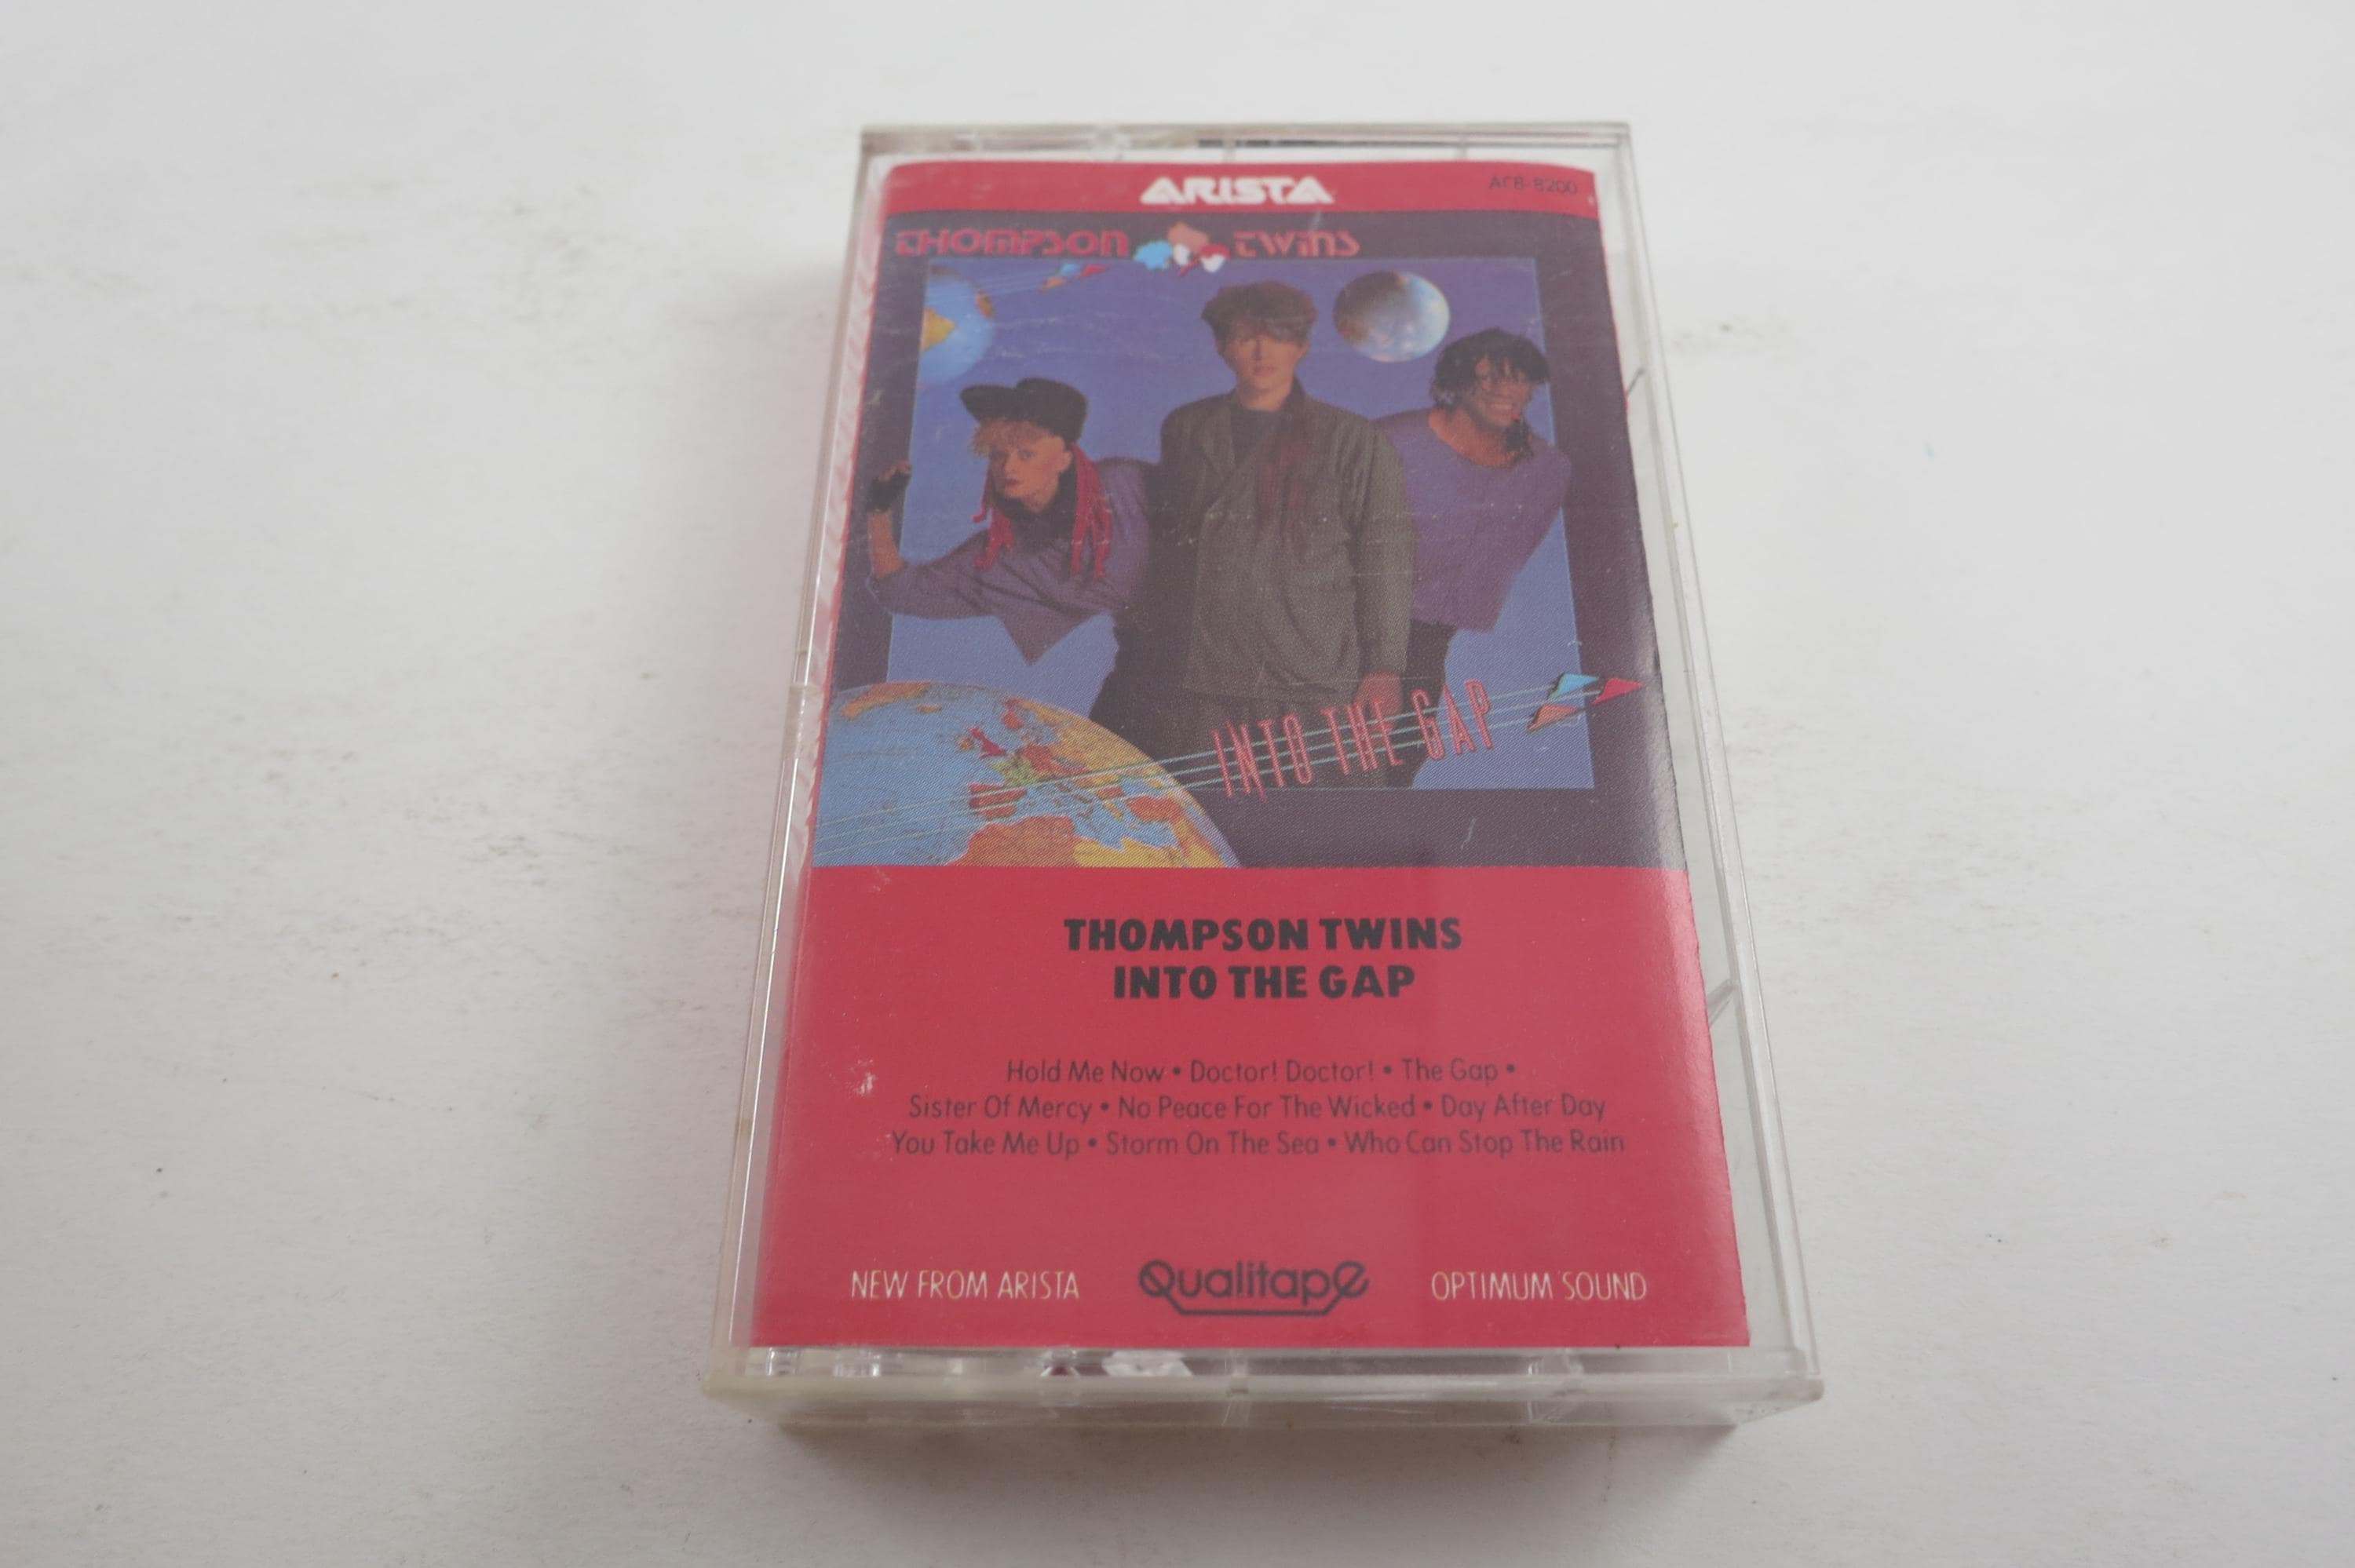 ARISTA
AC8-8200
THOMPSON TWINS
INTO THE GAP
THOMPSON TWINS
INTO THE GAP
Hold Me Now • Doctor! Doctor! • The Gap •
Sister Of Mercy • No Peace For The Wicked • Day After Day
You Take Me Up • Storm On The Sea • Who Can Stop The Rain
NEW FROM ARISTA Qualitape OPTIMUM SOUND